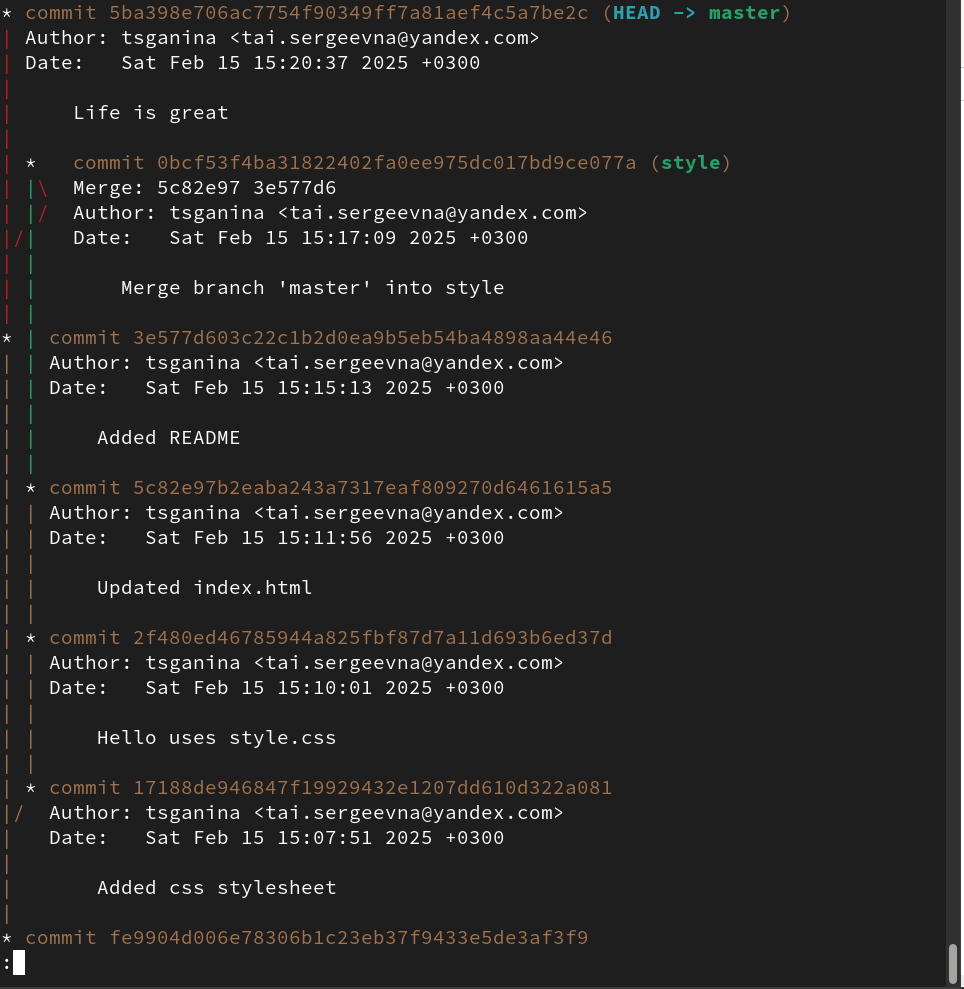 * commit 5ba398e706ac7754f90349ff7a81aef4c5a7be2c (HEAD -> master)
| Author: tsganina <tai.sergeevna@yandex.com>
| Date:   Sat Feb 15 15:20:37 2025 +0300
|
|     Life is great
|
| *   commit 0bcf53f4ba31822402fa0ee975dc017bd9ce077a (style)
| |\  Merge: 5c82e97 3e577d6
| |/  Author: tsganina <tai.sergeevna@yandex.com>
|/|   Date:   Sat Feb 15 15:17:09 2025 +0300
| |
| |       Merge branch 'master' into style
| |
* | commit 3e577d603c22c1b2d0ea9b5eb54ba4898aa44e46
| | Author: tsganina <tai.sergeevna@yandex.com>
| | Date:   Sat Feb 15 15:15:13 2025 +0300
| |
| |     Added README
| |
| * commit 5c82e97b2eaba243a7317eaf809270d6461615a5
| | Author: tsganina <tai.sergeevna@yandex.com>
| | Date:   Sat Feb 15 15:11:56 2025 +0300
| |
| |     Updated index.html
| |
| * commit 2f480ed46785944a825fbf87d7a11d693b6ed37d
| | Author: tsganina <tai.sergeevna@yandex.com>
| | Date:   Sat Feb 15 15:10:01 2025 +0300
| |
| |     Hello uses style.css
| |
| * commit 17188de946847f19929432e1207dd610d322a081
|/  Author: tsganina <tai.sergeevna@yandex.com>
|   Date:   Sat Feb 15 15:07:51 2025 +0300
|
|       Added css stylesheet
|
* commit fe9904d006e78306b1c23eb37f9433e5de3af3f9
: